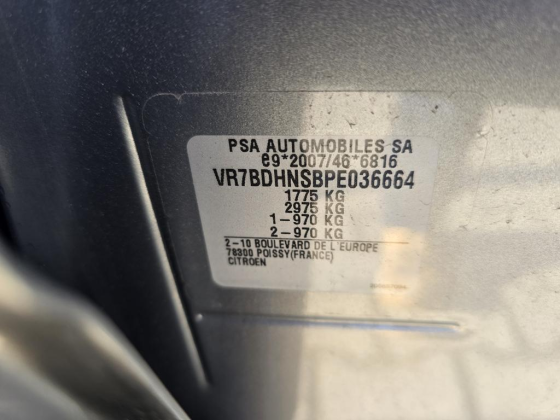 PSA AUTOMOBILES SA
e9*2007/46*6816
VR7BDHNSBPE036664
1775 KG
2975 KG
1-970 KG
2-970 KG
2-10 BOULEVARD DE L'EUROPE
78300 POISSY(FRANCE)
CITROEN